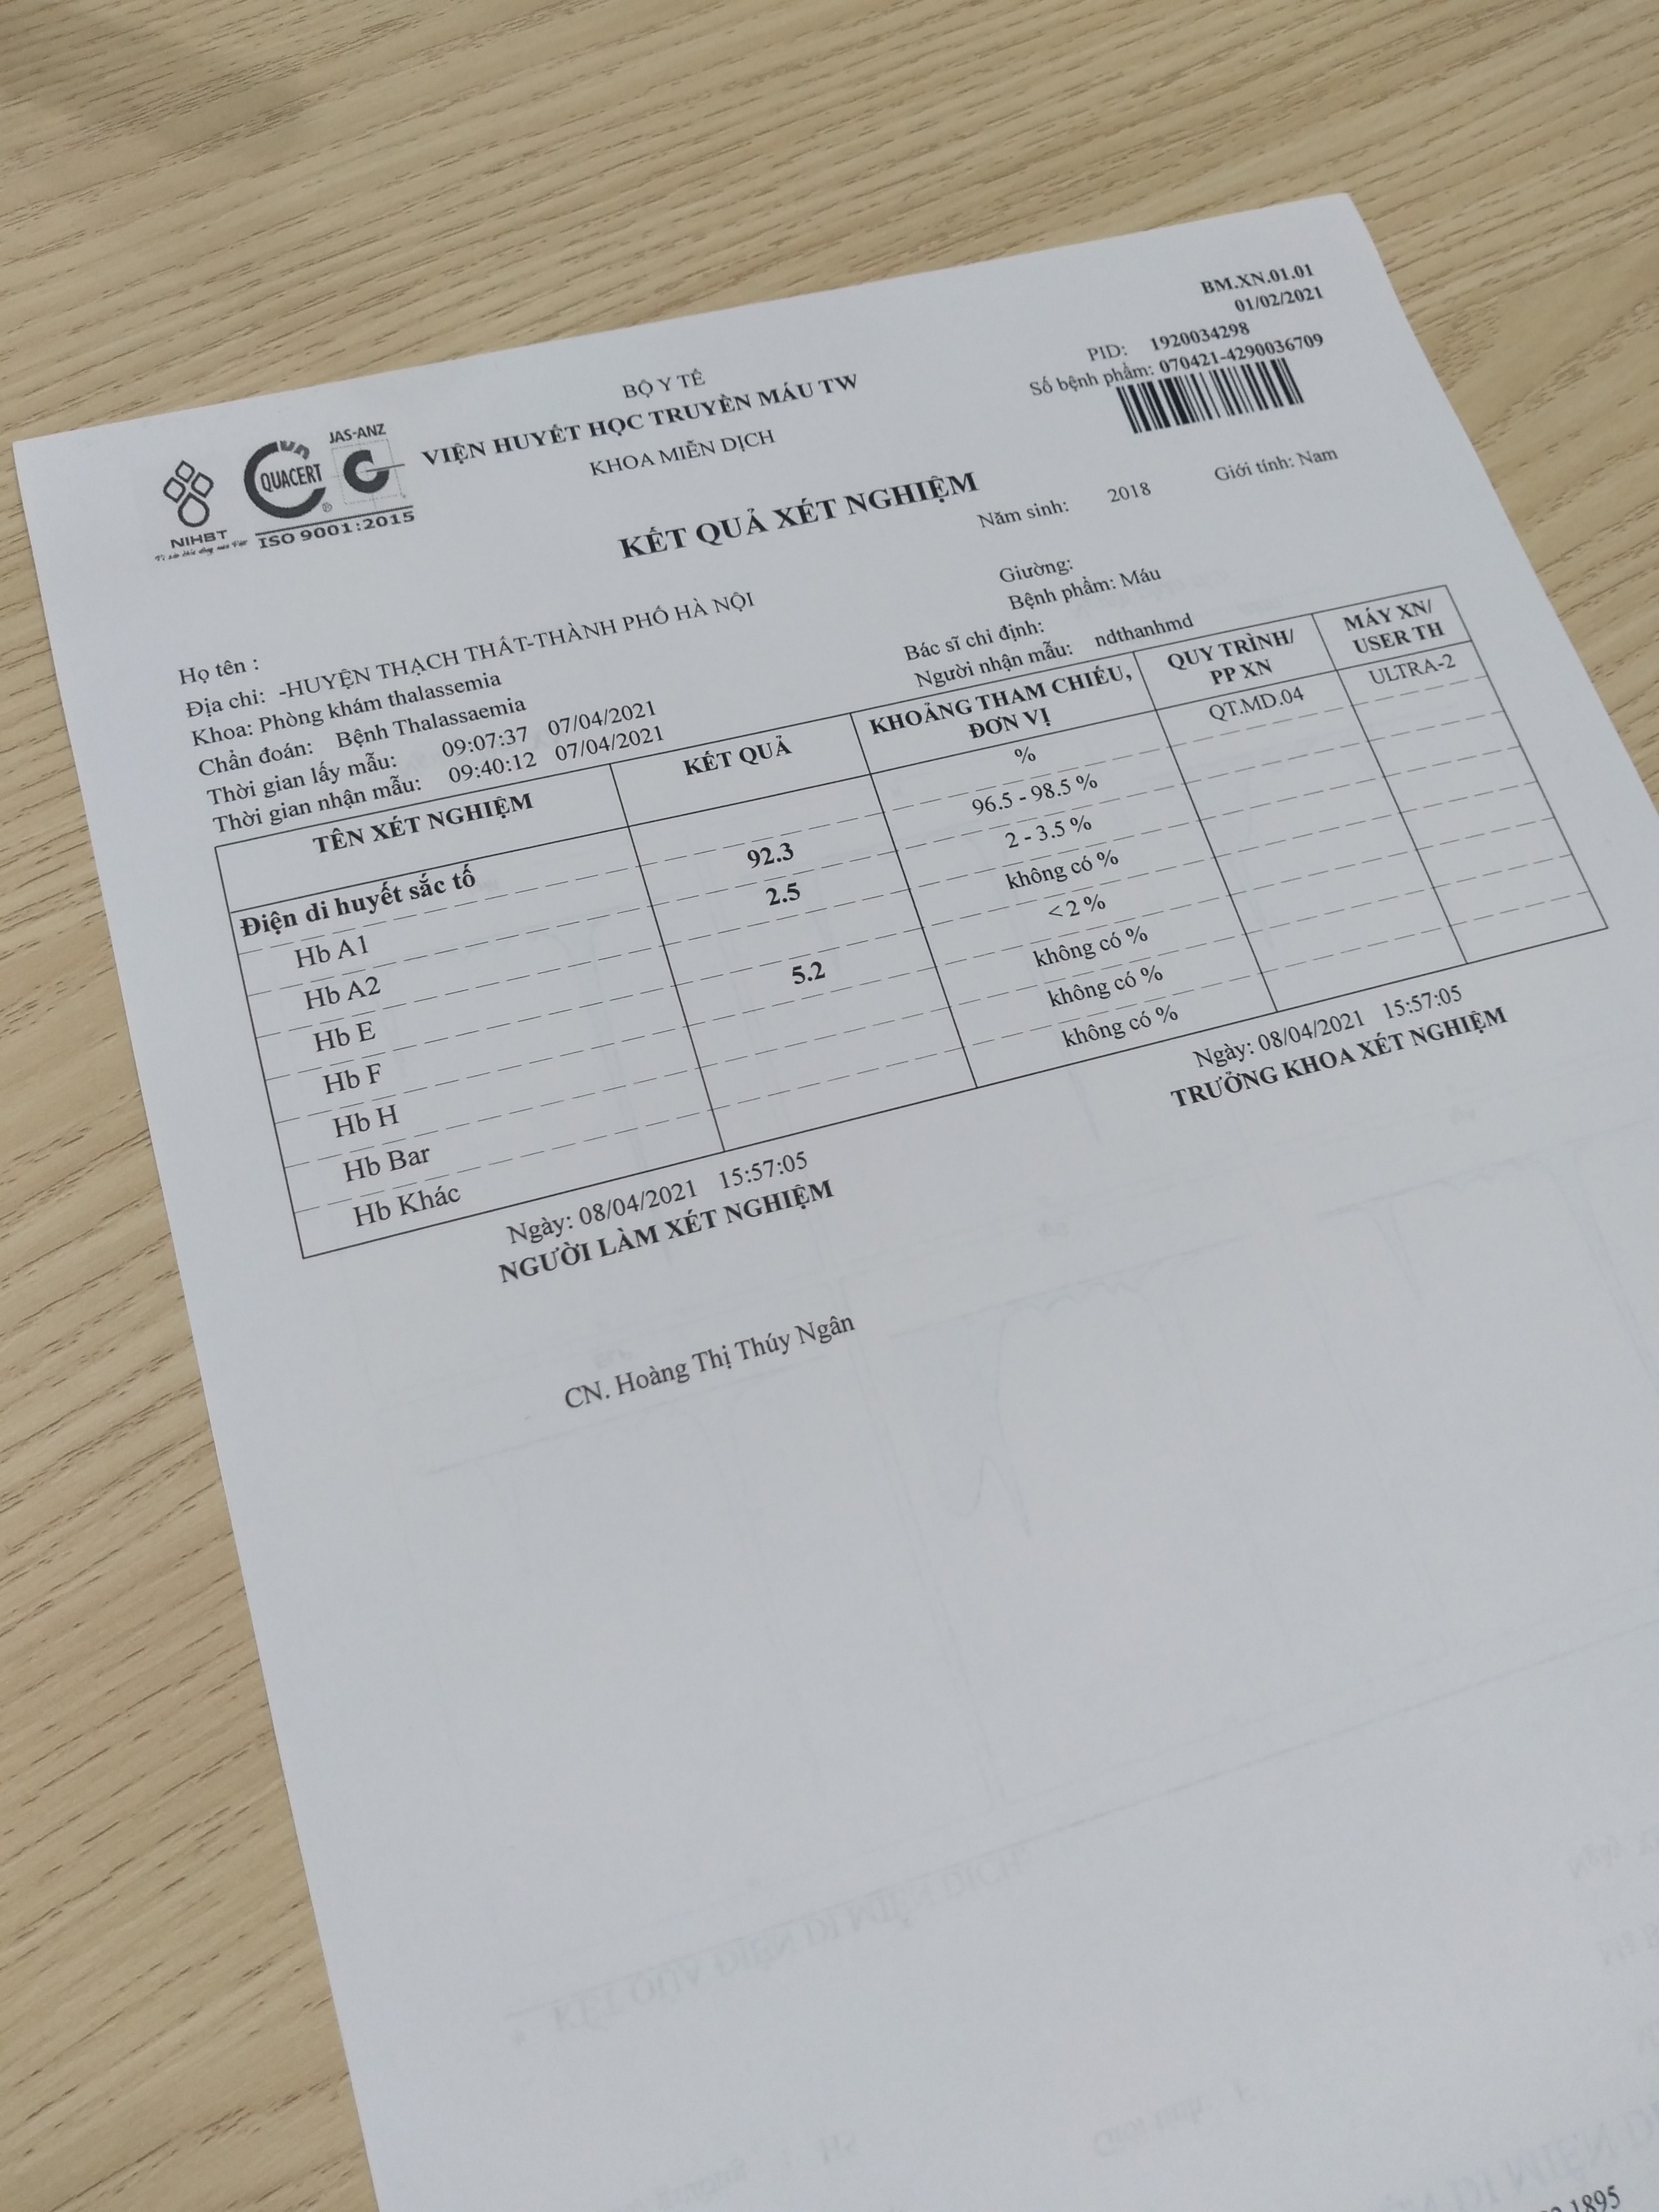 BM.XN.01.01
01/02/2021
PID: 1920034298
Số bệnh phẩm: 070421-4290036709
BỘ Y TẾ
VIỆN HUYẾT HỌC TRUYỀN MÁU TW
KHOA MIỄN DỊCH
NIHBT
QUACERT
®
JAS-ANZ
ISO 9001:2015
KẾT QUẢ XÉT NGHIỆM
Họ tên :
Năm sinh: 2018 Giới tính: Nam
Địa chỉ: -HUYỆN THẠCH THẤT-THÀNH PHỐ HÀ NỘI
Khoa: Phòng khám thalassemia
Giường:
Chẩn đoán: Bệnh Thalassaemia
Bệnh phẩm: Máu
Thời gian lấy mẫu: 09:07:37 07/04/2021
Bác sĩ chỉ định:
Thời gian nhận mẫu: 09:40:12 07/04/2021
Người nhận mẫu: ndthanhmd
TÊN XÉT NGHIỆM KẾT QUẢ KHOẢNG THAM CHIẾU, ĐƠN VỊ QUY TRÌNH/ PP XN MÁY XN/ USER TH
Điện di huyết sắc tố % QT.MD.04 ULTRA-2
Hb A1 92.3 96.5 - 98.5 %
Hb A2 2.5 2 - 3.5 %
Hb E không có %
Hb F 5.2 < 2 %
Hb H không có %
Hb Bar không có %
Hb Khác không có %
Ngày: 08/04/2021 15:57:05
NGƯỜI LÀM XÉT NGHIỆM
Ngày: 08/04/2021 15:57:05
TRƯỞNG KHOA XÉT NGHIỆM
CN. Hoàng Thị Thúy Ngân